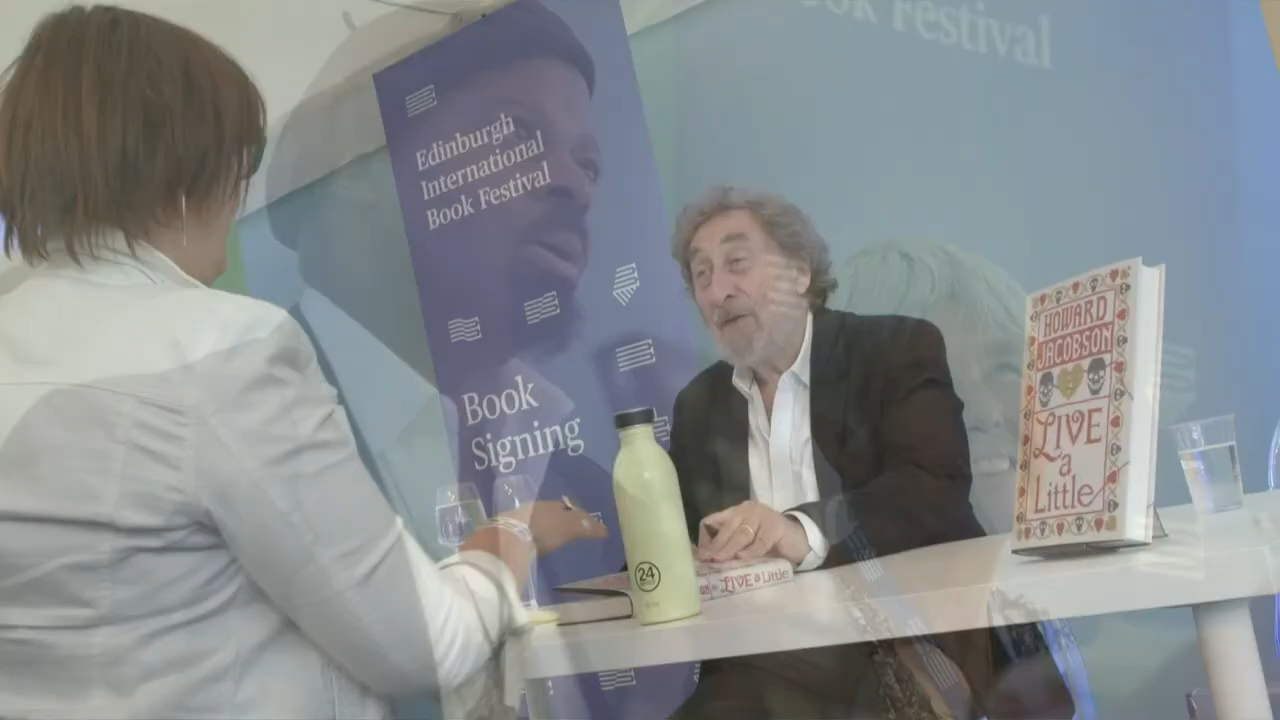 Book Festival
Edinburgh
International
Book Festival
Book
Signing
HOWARD
JACOBSON
LIVE
a
Little
24
LIVE a Little